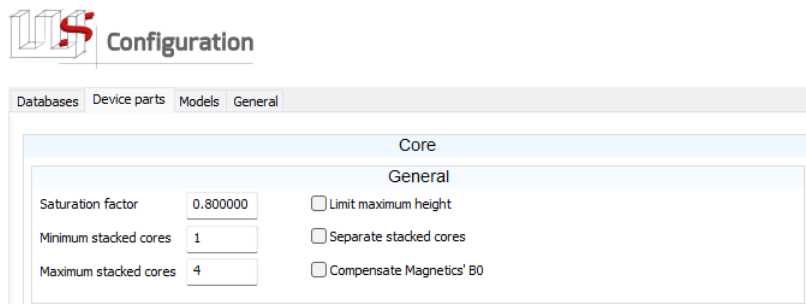 ULS Configuration
Databases Device parts Models General
Core
General
Saturation factor 0.800000 Limit maximum height
Minimum stacked cores 1 Separate stacked cores
Maximum stacked cores 4 Compensate Magnetics' B0